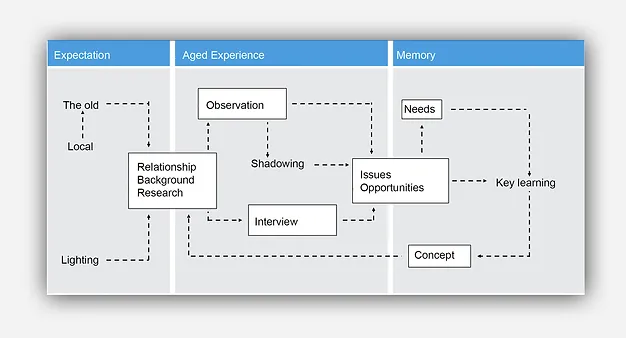 Expectation
Aged Experience
Memory
The old
Local
Relationship
Background
Research
Lighting
Observation
Shadowing
Interview
Issues
Opportunities
Needs
Key learning
Concept